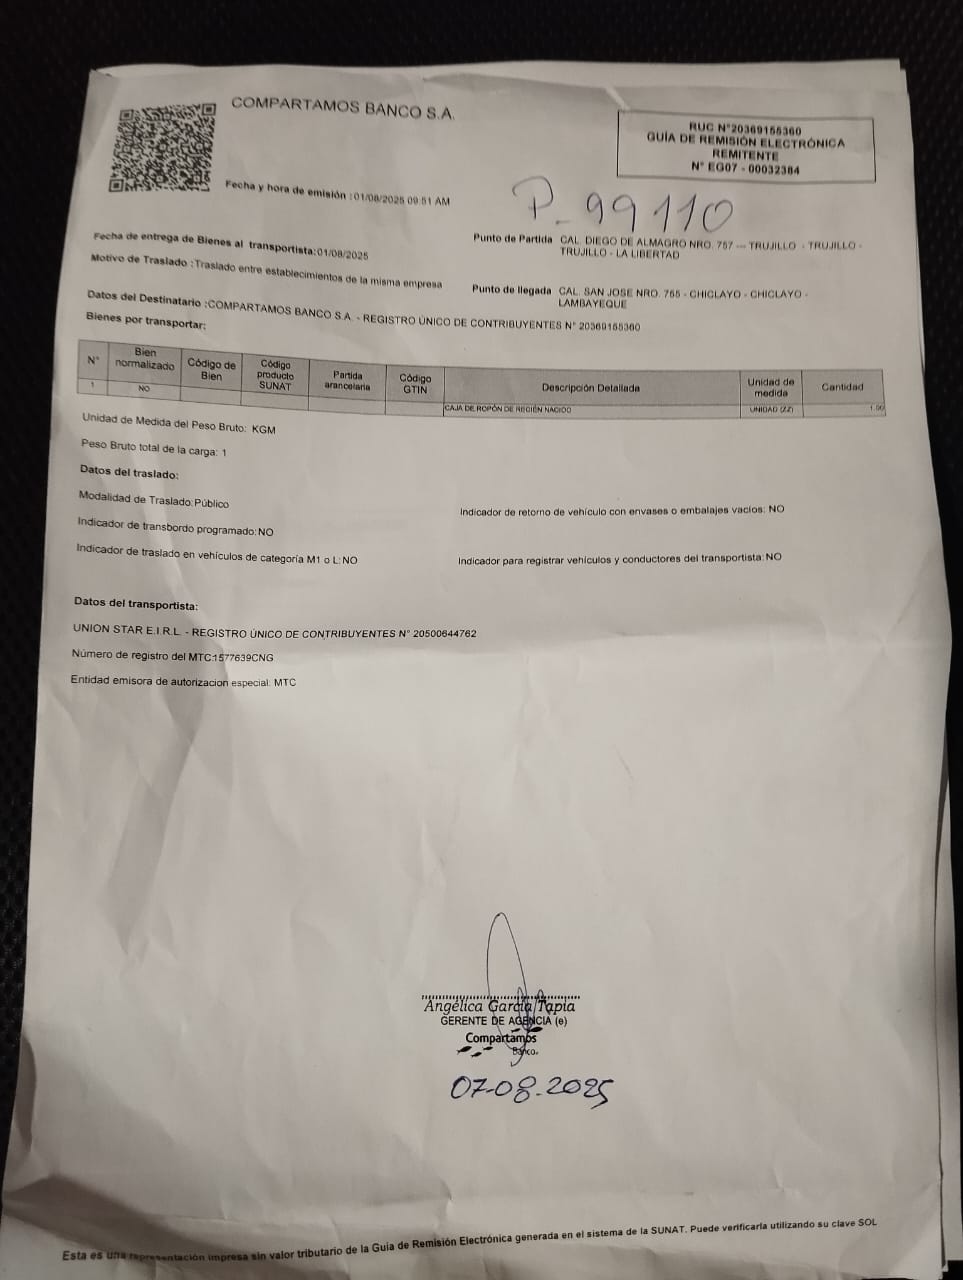 COMPARTAMOS BANCO S.A.
RUC N°20369155360
GUÍA DE REMISIÓN ELECTRÓNICA
REMITENTE
N° EG07 - 00032384
Fecha y hora de emisión :01/08/2025 09:51 AM
P-99110
Fecha de entrega de Bienes al transportista:01/08/2025
Punto de Partida CAL. DIEGO DE ALMAGRO NRO. 757 --- TRUJILLO - TRUJILLO -
TRUJILLO - LA LIBERTAD
Motivo de Traslado :Traslado entre establecimientos de la misma empresa
Punto de llegada CAL. SAN JOSE NRO. 765 - CHICLAYO - CHICLAYO -
LAMBAYEQUE
Datos del Destinatario :COMPARTAMOS BANCO S.A. - REGISTRO ÚNICO DE CONTRIBUYENTES N° 20369155360
Bienes por transportar:
N° Bien normalizado Código de Bien Código producto SUNAT Partida arancelaria Código GTIN Descripción Detallada Unidad de medida Cantidad
1 NO CAJA DE ROPÓN DE RECIÉN NACIDO UNIDAD (ZZ) 1.00
Unidad de Medida del Peso Bruto: KGM
Peso Bruto total de la carga: 1
Datos del traslado:
Modalidad de Traslado:Público
Indicador de retorno de vehículo con envases o embalajes vacíos: NO
Indicador de transbordo programado:NO
Indicador de traslado en vehículos de categoría M1 o L:NO
Indicador para registrar vehículos y conductores del transportista:NO
Datos del transportista:
UNION STAR E.I.R.L. - REGISTRO ÚNICO DE CONTRIBUYENTES N° 20500644762
Número de registro del MTC:1577639CNG
Entidad emisora de autorizacion especial: MTC
Angélica García Tapia
GERENTE DE AGENCIA (e)
Compartamos
Banco.
07-08-2025
Esta es una representación impresa sin valor tributario de la Guía de Remisión Electrónica generada en el sistema de la SUNAT. Puede verificarla utilizando su clave SOL